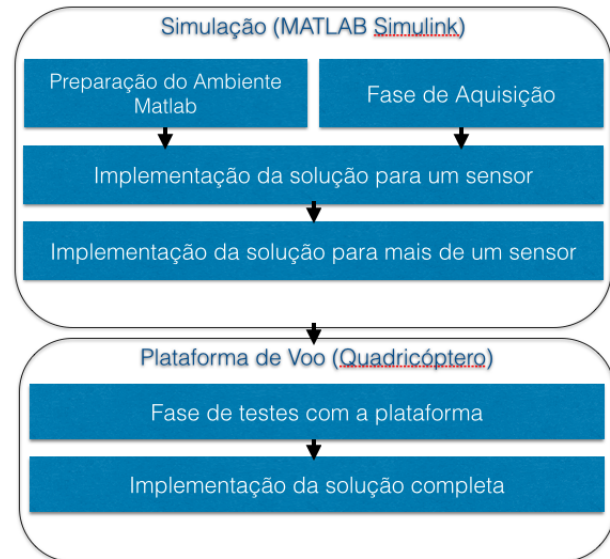 Simulação (MATLAB Simulink)
Preparação do Ambiente
Matlab
Fase de Aquisição
Implementação da solução para um sensor
Implementação da solução para mais de um sensor
Plataforma de Voo (Quadricóptero)
Fase de testes com a plataforma
Implementação da solução completa